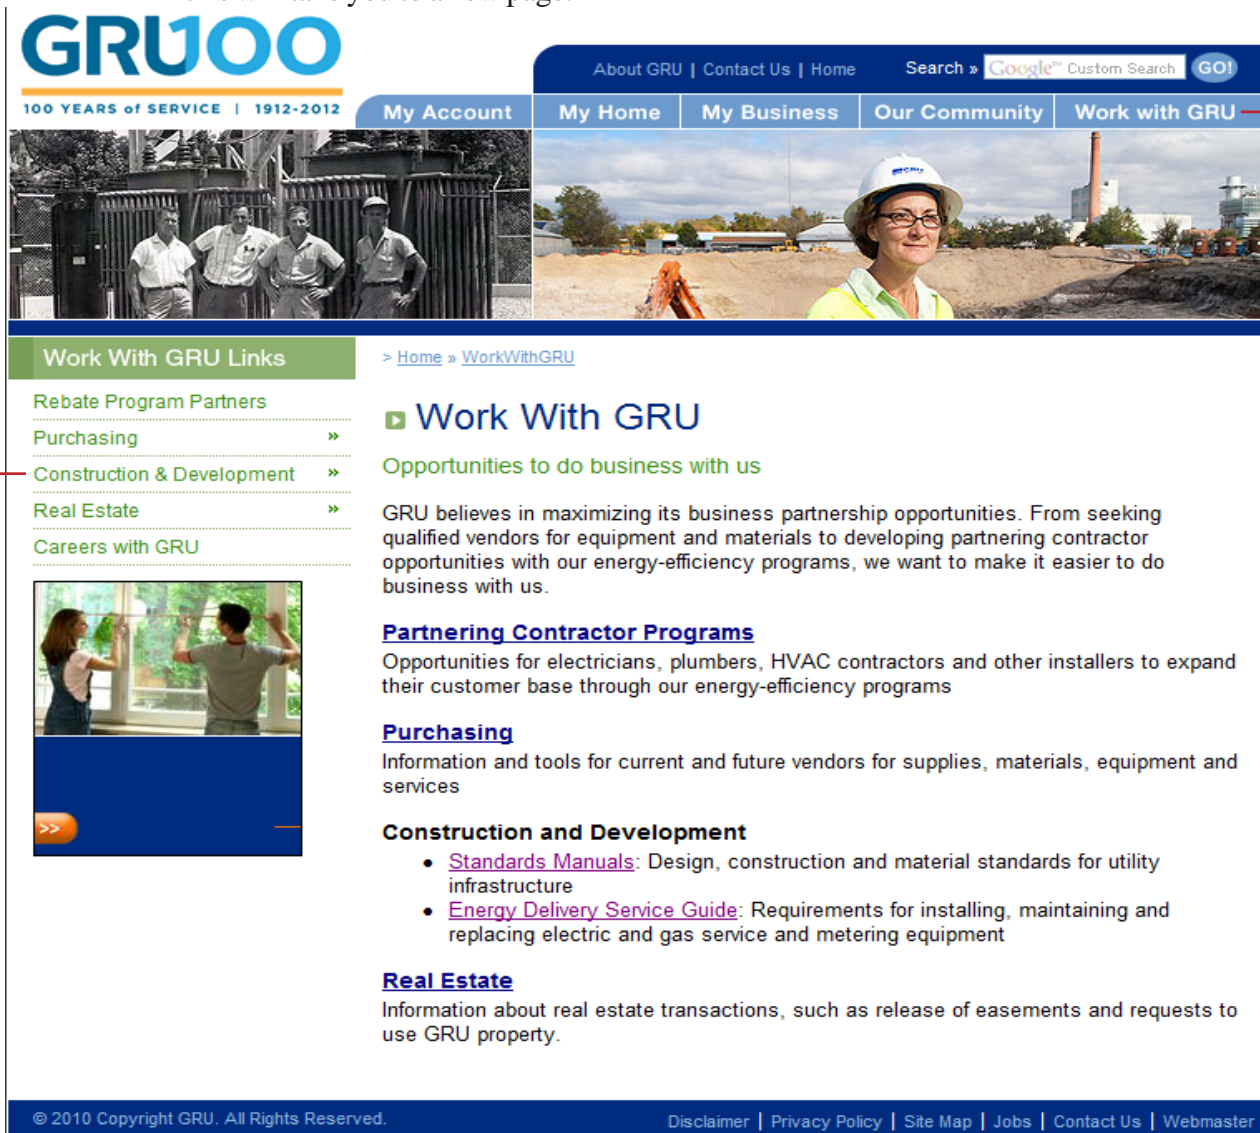 will take you to a new page.
GRU100
100 YEARS of SERVICE | 1912-2012
About GRU | Contact Us | Home
Search » Google™ Custom Search GO!
My Account My Home My Business Our Community Work with GRU
GRU
Work With GRU Links
Rebate Program Partners
Purchasing »
Construction & Development »
Real Estate »
Careers with GRU
>>
> Home » WorkWithGRU
Work With GRU
Opportunities to do business with us
GRU believes in maximizing its business partnership opportunities. From seeking
qualified vendors for equipment and materials to developing partnering contractor
opportunities with our energy-efficiency programs, we want to make it easier to do
business with us.
Partnering Contractor Programs
Opportunities for electricians, plumbers, HVAC contractors and other installers to expand
their customer base through our energy-efficiency programs
Purchasing
Information and tools for current and future vendors for supplies, materials, equipment and
services
Construction and Development
• Standards Manuals: Design, construction and material standards for utility
infrastructure
• Energy Delivery Service Guide: Requirements for installing, maintaining and
replacing electric and gas service and metering equipment
Real Estate
Information about real estate transactions, such as release of easements and requests to
use GRU property.
© 2010 Copyright GRU. All Rights Reserved.
Disclaimer | Privacy Policy | Site Map | Jobs | Contact Us | Webmaster